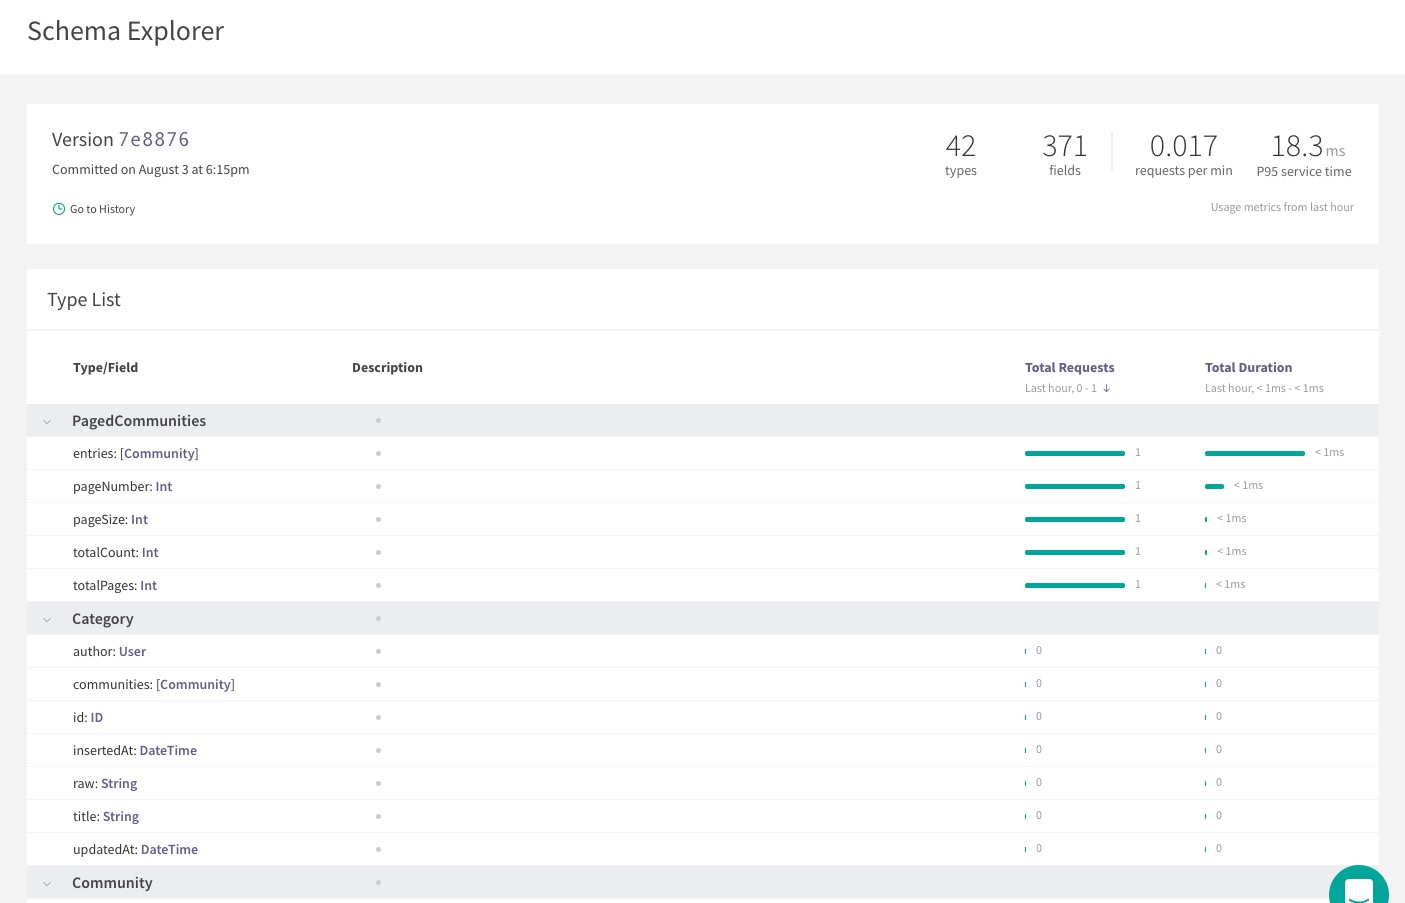 Schema Explorer
Version 7e8876
Committed on August 3 at 6:15pm
Go to History
42 types
371 fields
0.017 requests per min
18.3 ms P95 service time
Usage metrics from last hour
Type List
Type/Field Description Total Requests Total Duration
Last hour, 0 - 1 ↓ Last hour, < 1ms - < 1ms
PagedCommunities
entries: [Community] 1 < 1ms
pageNumber: Int 1 < 1ms
pageSize: Int 1 < 1ms
totalCount: Int 1 < 1ms
totalPages: Int 1 < 1ms
Category
author: User 0 0
communities: [Community] 0 0
id: ID 0 0
insertedAt: DateTime 0 0
raw: String 0 0
title: String 0 0
updatedAt: DateTime 0 0
Community